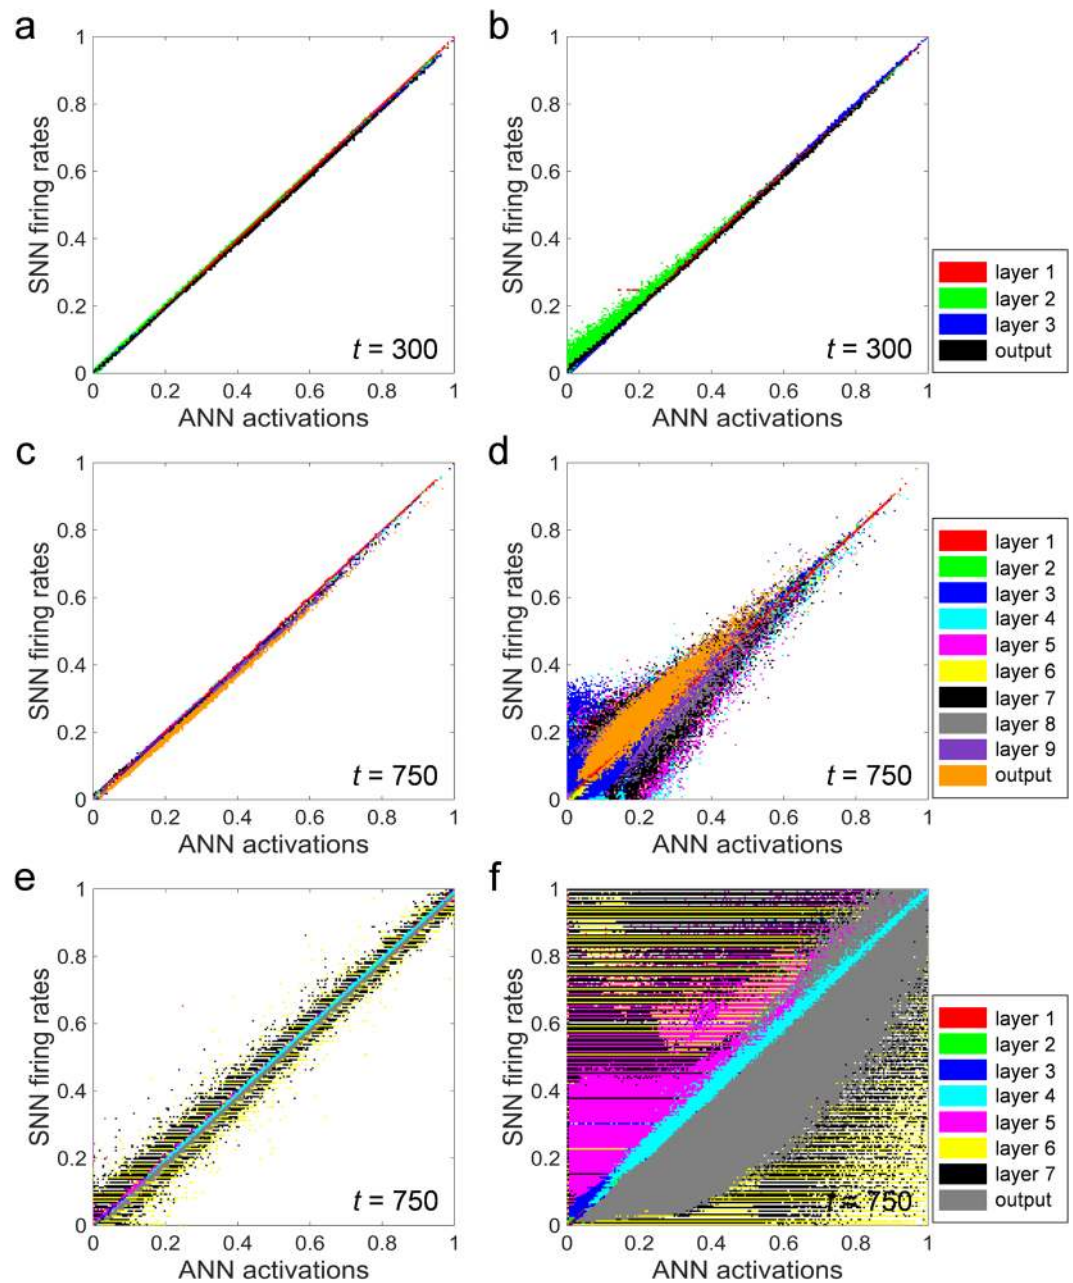 a
1
0.8
0.6
0.4
0.2
0
SNN firing rates
t = 300
0 0.2 0.4 0.6 0.8 1
ANN activations
b
1
0.8
0.6
0.4
0.2
0
SNN firing rates
t = 300
0 0.2 0.4 0.6 0.8 1
ANN activations
layer 1
layer 2
layer 3
output
c
1
0.8
0.6
0.4
0.2
0
SNN firing rates
t = 750
0 0.2 0.4 0.6 0.8 1
ANN activations
d
1
0.8
0.6
0.4
0.2
0
SNN firing rates
t = 750
0 0.2 0.4 0.6 0.8 1
ANN activations
layer 1
layer 2
layer 3
layer 4
layer 5
layer 6
layer 7
layer 8
layer 9
output
e
1
0.8
0.6
0.4
0.2
0
SNN firing rates
t = 750
0 0.2 0.4 0.6 0.8 1
ANN activations
f
1
0.8
0.6
0.4
0.2
0
SNN firing rates
t = 750
0 0.2 0.4 0.6 0.8 1
ANN activations
layer 1
layer 2
layer 3
layer 4
layer 5
layer 6
layer 7
output